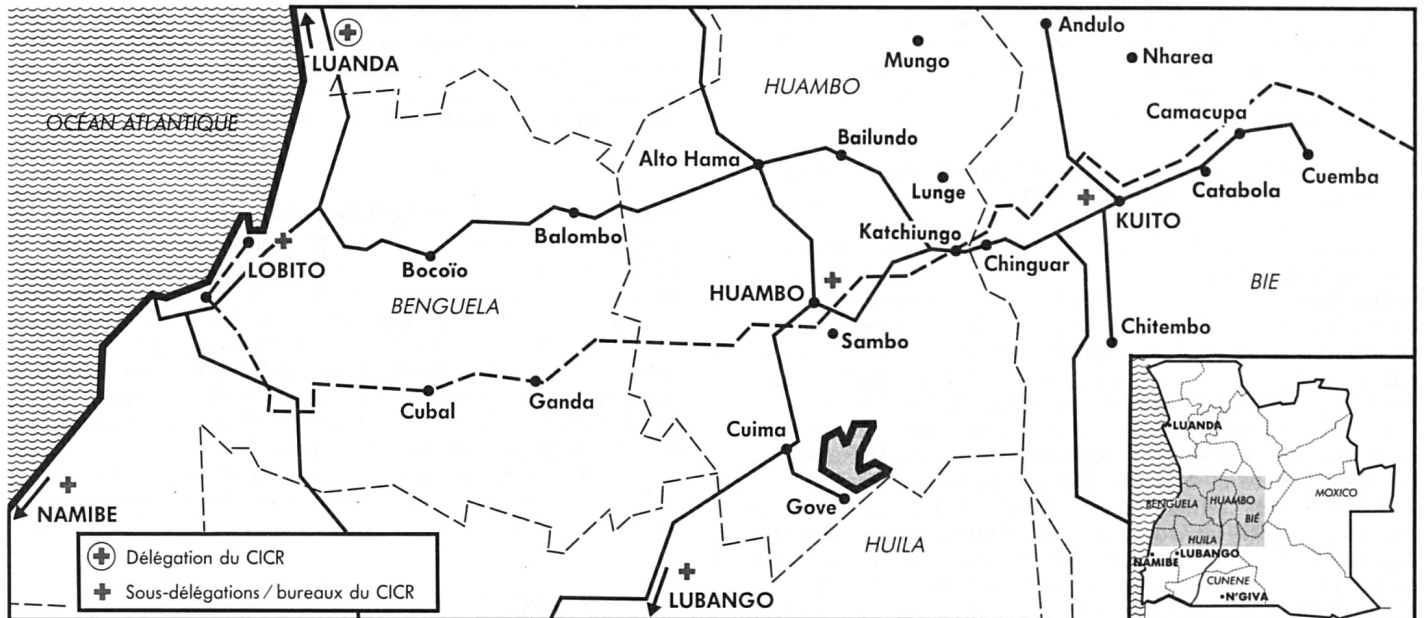 LUANDA
OCÉAN ATLANTIQUE
Andulo
Mungo
Nharea
HUAMBO
Camacupa
Bailundo
Alto Hama
Lunge
Catabola
Cuemba
KUITO
Katchiungo
Balombo
Chinguar
LOBITO
Bocoïo
BENGUELA
HUAMBO
BIE
Sambo
Chitembo
Cubal
Ganda
Cuima
Gove
NAMIBE
HUILA
LUBANGO
Délégation du CICR
Sous-délégations / bureaux du CICR
LUANDA
BENGUELA
HUAMBO
BIÉ
MOXICO
HUILA
NAMIBE
LUBANGO
CUNENE
N'GIVA